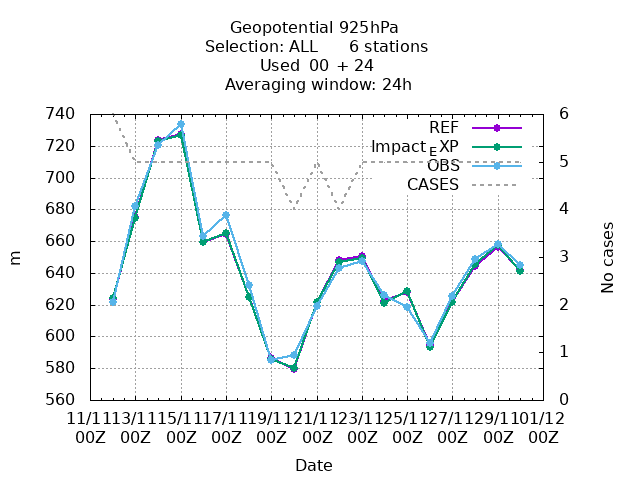 Geopotential 925hPa
Selection: ALL 6 stations
Used 00 + 24
Averaging window: 24h
740
720
700
680
660
640
620
600
580
560
m
6
5
4
3
2
1
0
No cases
REF
Impact_EXP
OBS
CASES
11/11 13/11 15/11 17/11 19/11 21/11 23/11 25/11 27/11 29/11 01/12
00Z 00Z 00Z 00Z 00Z 00Z 00Z 00Z 00Z 00Z 00Z
Date